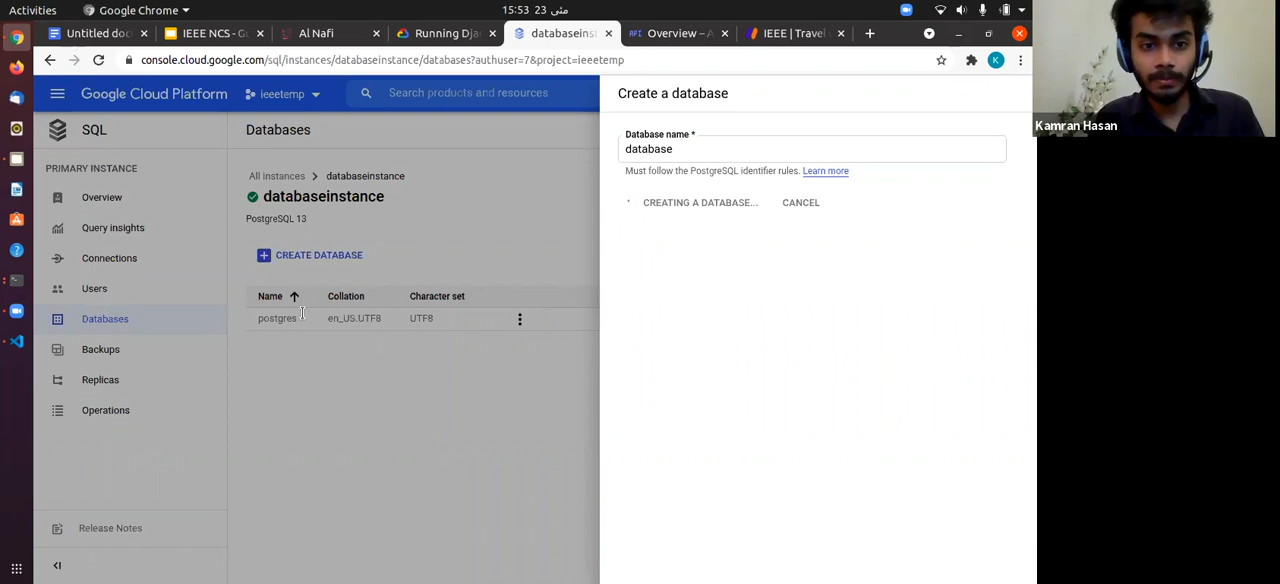 Activities
Google Chrome
15:53 23 مئی
Untitled doc
IEEE NCS - Gu
Al Nafi
Running Djan
databaseinst
Overview – A
IEEE | Travel
console.cloud.google.com/sql/instances/databaseinstance/databases?authuser=7&project=ieeetemp
K
Google Cloud Platform
ieeetemp
Search products and resources
SQL
PRIMARY INSTANCE
Overview
Query insights
Connections
Users
Databases
Backups
Replicas
Operations
Release Notes
Databases
All instances
databaseinstance
databaseinstance
PostgreSQL 13
CREATE DATABASE
Name Collation Character set
postgres en_US.UTF8 UTF8
Create a database
Database name *
database
Must follow the PostgreSQL identifier rules. Learn more
CREATING A DATABASE... CANCEL
Kamran Hasan